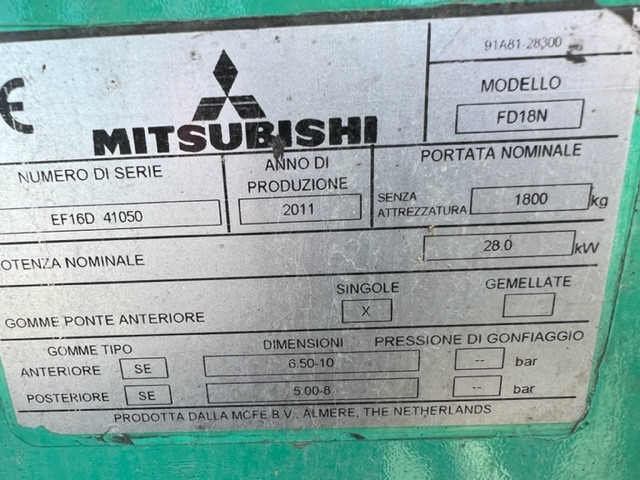 91A81-28300
CE
MITSUBISHI
MODELLO
FD18N
NUMERO DI SERIE
EF16D 41050
ANNO DI
PRODUZIONE
2011
PORTATA NOMINALE
SENZA
ATTREZZATURA 1800 kg
OTENZA NOMINALE 28.0 kW
SINGOLE GEMELLATE
GOMME PONTE ANTERIORE X
GOMME TIPO DIMENSIONI PRESSIONE DI GONFIAGGIO
ANTERIORE SE 6.50-10 -- bar
POSTERIORE SE 5.00-8 -- bar
PRODOTTA DALLA MCFE B.V., ALMERE, THE NETHERLANDS